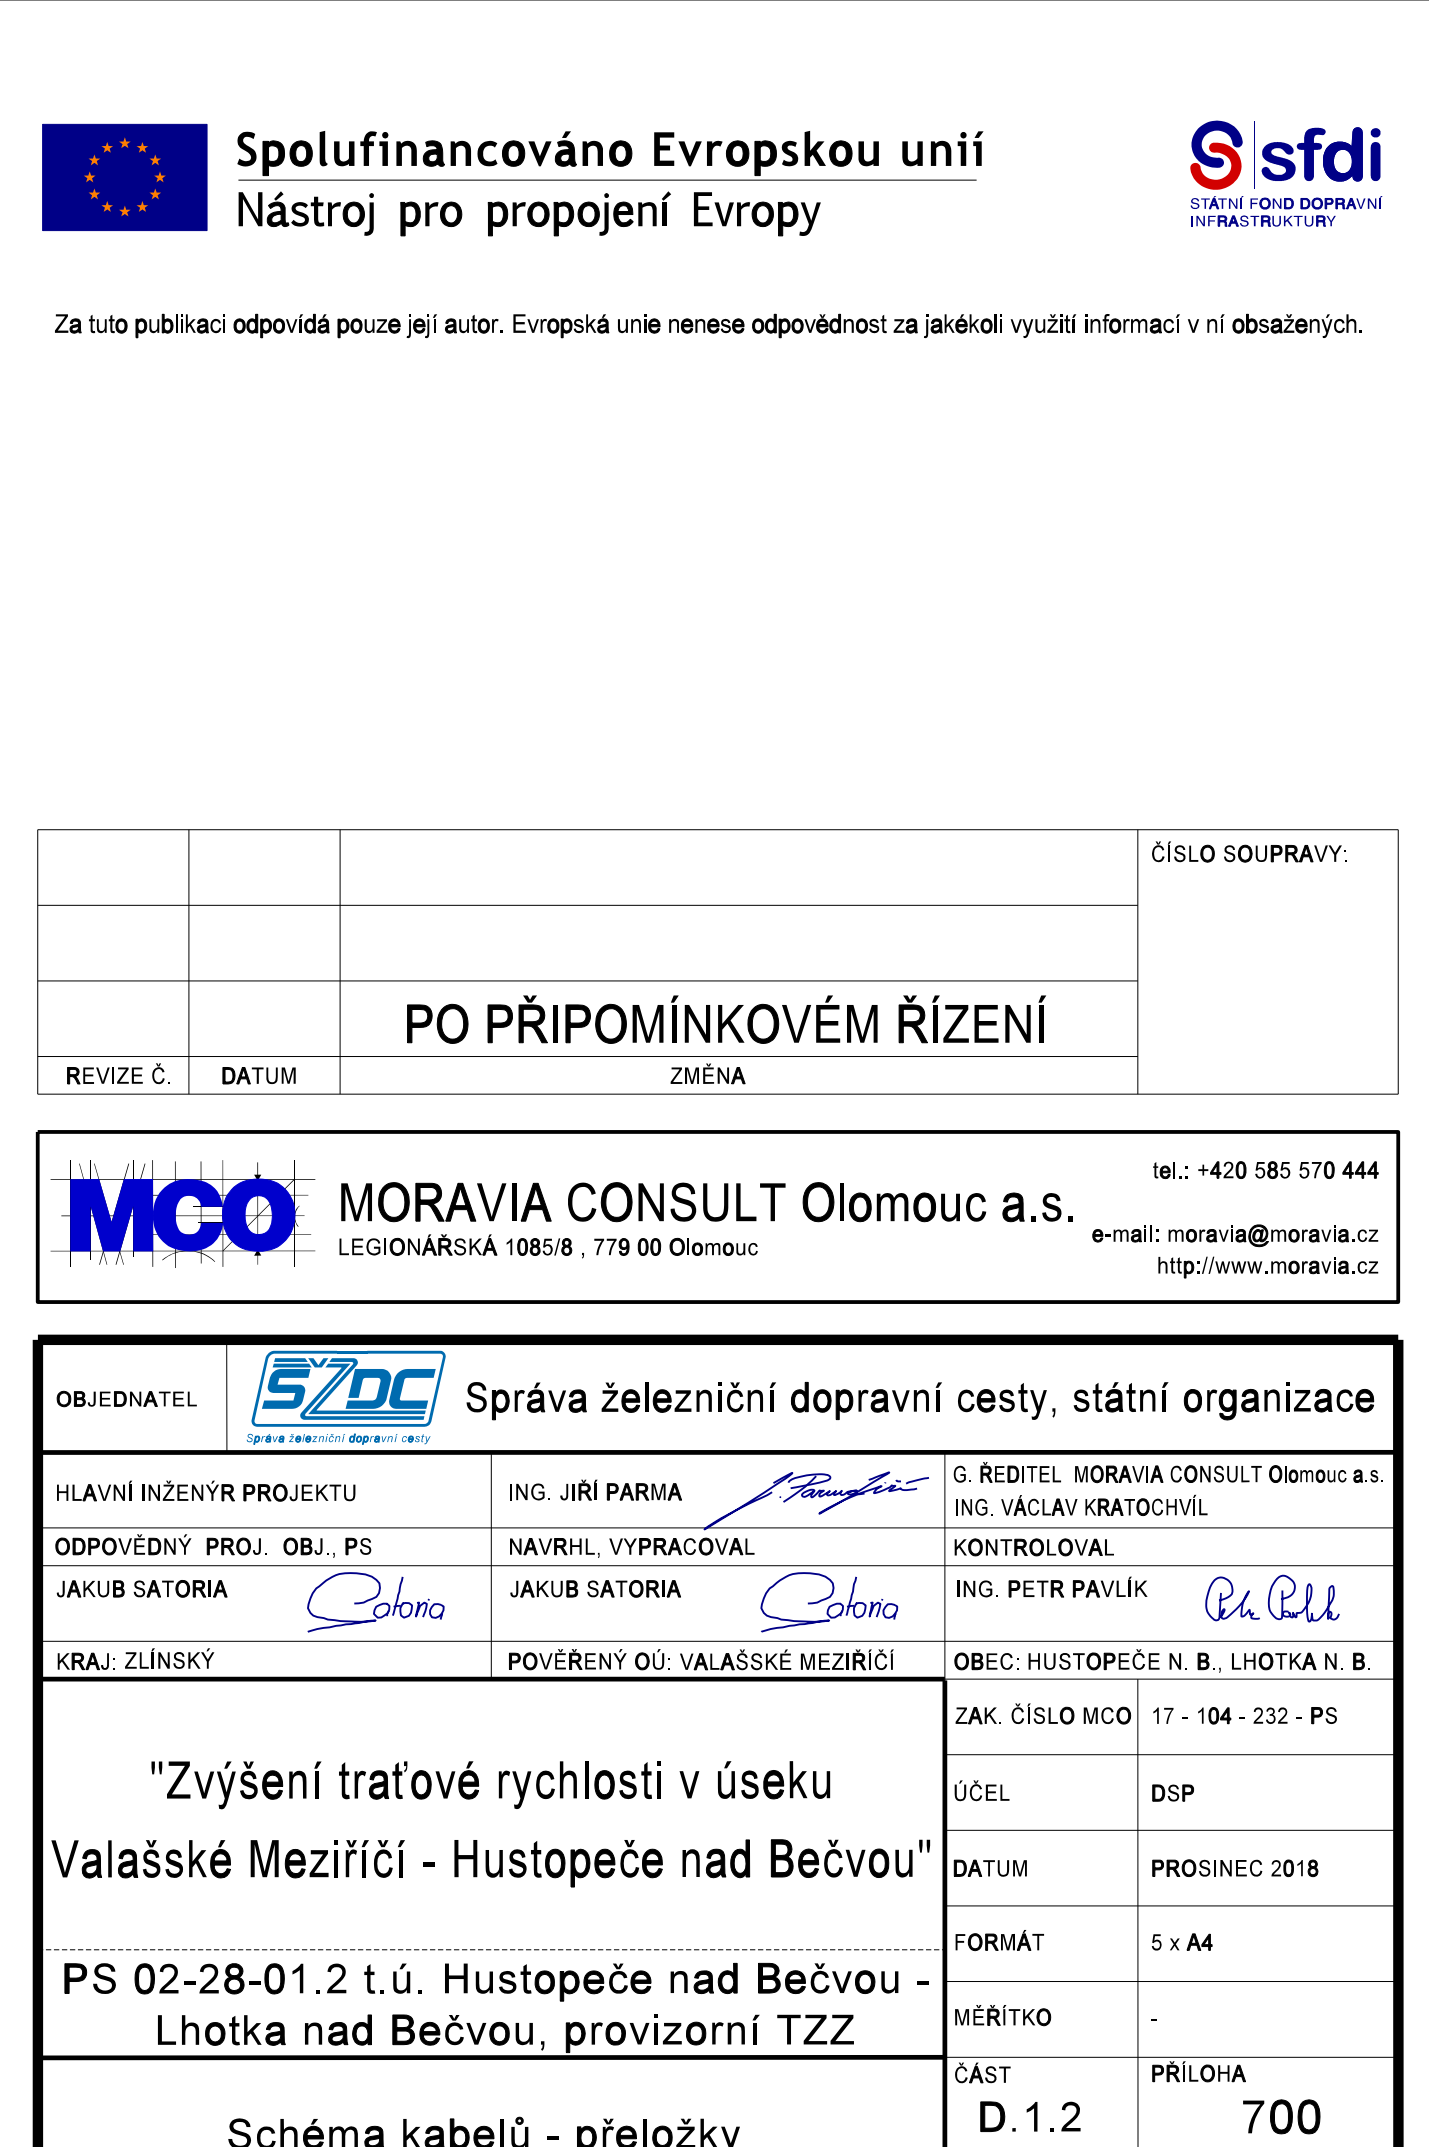 Spolufinancováno Evropskou unií
Nástroj pro propojení Evropy
sfdi
STÁTNÍ FOND DOPRAVNÍ
INFRASTRUKTURY
Za tuto publikaci odpovídá pouze její autor. Evropská unie nenese odpovědnost za jakékoli využití informací v ní obsažených.
ČÍSLO SOUPRAVY:
PO PŘIPOMÍNKOVÉM ŘÍZENÍ
REVIZE Č. DATUM ZMĚNA
MCO
MORAVIA CONSULT Olomouc a.s.
LEGIONÁŘSKÁ 1085/8 , 779 00 Olomouc
tel.: +420 585 570 444
e-mail: moravia@moravia.cz
http://www.moravia.cz
OBJEDNATEL
SŽDC
Správa železniční dopravní cesty
Správa železniční dopravní cesty, státní organizace
HLAVNÍ INŽENÝR PROJEKTU
ING. JIŘÍ PARMA
G. ŘEDITEL MORAVIA CONSULT Olomouc a.s.
ING. VÁCLAV KRATOCHVÍL
ODPOVĚDNÝ PROJ. OBJ., PS
NAVRHL, VYPRACOVAL
KONTROLOVAL
JAKUB SATORIA Satoria
JAKUB SATORIA Satoria
ING. PETR PAVLÍK Petr Pavlík
KRAJ: ZLÍNSKÝ
POVĚŘENÝ OÚ: VALAŠSKÉ MEZIŘÍČÍ
OBEC: HUSTOPEČE N. B., LHOTKA N. B.
"Zvýšení traťové rychlosti v úseku
Valašské Meziříčí - Hustopeče nad Bečvou"
PS 02-28-01.2 t.ú. Hustopeče nad Bečvou -
Lhotka nad Bečvou, provizorní TZZ
Schéma kabelů - přeložky
ZAK. ČÍSLO MCO 17 - 104 - 232 - PS
ÚČEL DSP
DATUM PROSINEC 2018
FORMÁT 5 x A4
MĚŘÍTKO -
ČÁST PŘÍLOHA
D.1.2 700